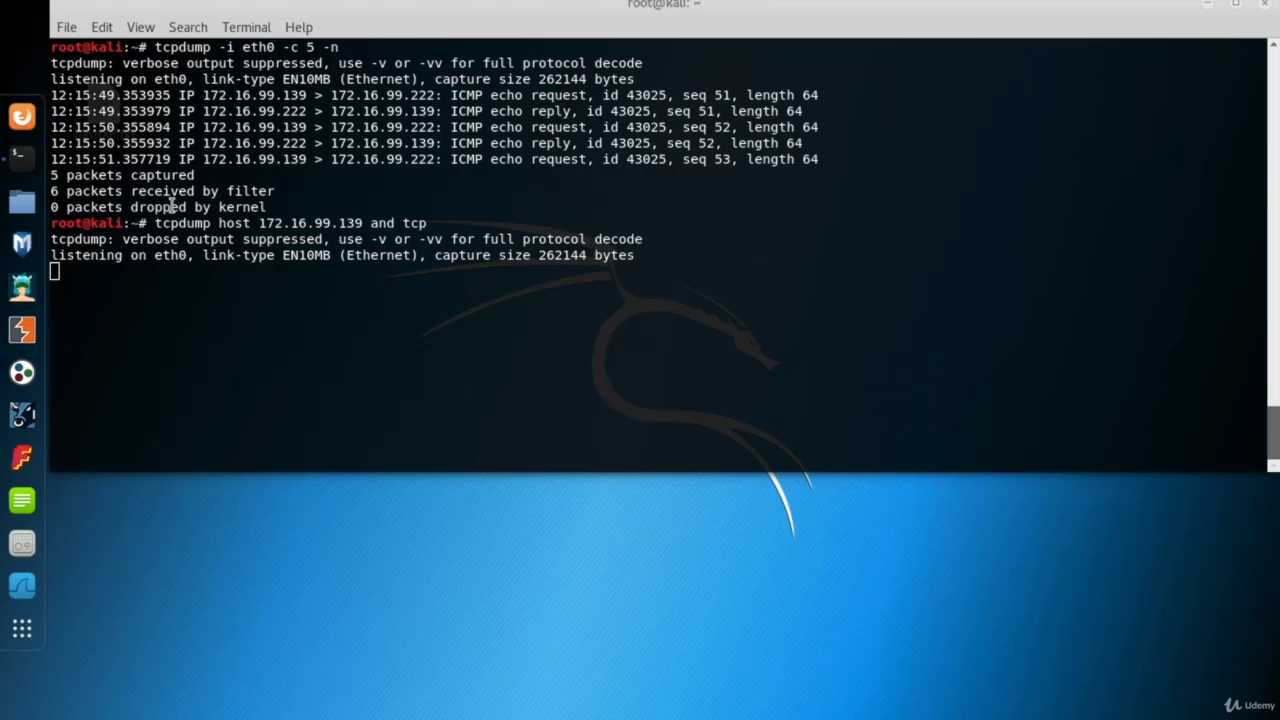 root@kali: ~
File Edit View Search Terminal Help
root@kali:~# tcpdump -i eth0 -c 5 -n
tcpdump: verbose output suppressed, use -v or -vv for full protocol decode
listening on eth0, link-type EN10MB (Ethernet), capture size 262144 bytes
12:15:49.353935 IP 172.16.99.139 > 172.16.99.222: ICMP echo request, id 43025, seq 51, length 64
12:15:49.353979 IP 172.16.99.222 > 172.16.99.139: ICMP echo reply, id 43025, seq 51, length 64
12:15:50.355894 IP 172.16.99.139 > 172.16.99.222: ICMP echo request, id 43025, seq 52, length 64
12:15:50.355932 IP 172.16.99.222 > 172.16.99.139: ICMP echo reply, id 43025, seq 52, length 64
12:15:51.357719 IP 172.16.99.139 > 172.16.99.222: ICMP echo request, id 43025, seq 53, length 64
5 packets captured
6 packets received by filter
0 packets dropped by kernel
root@kali:~# tcpdump host 172.16.99.139 and tcp
tcpdump: verbose output suppressed, use -v or -vv for full protocol decode
listening on eth0, link-type EN10MB (Ethernet), capture size 262144 bytes
Udemy